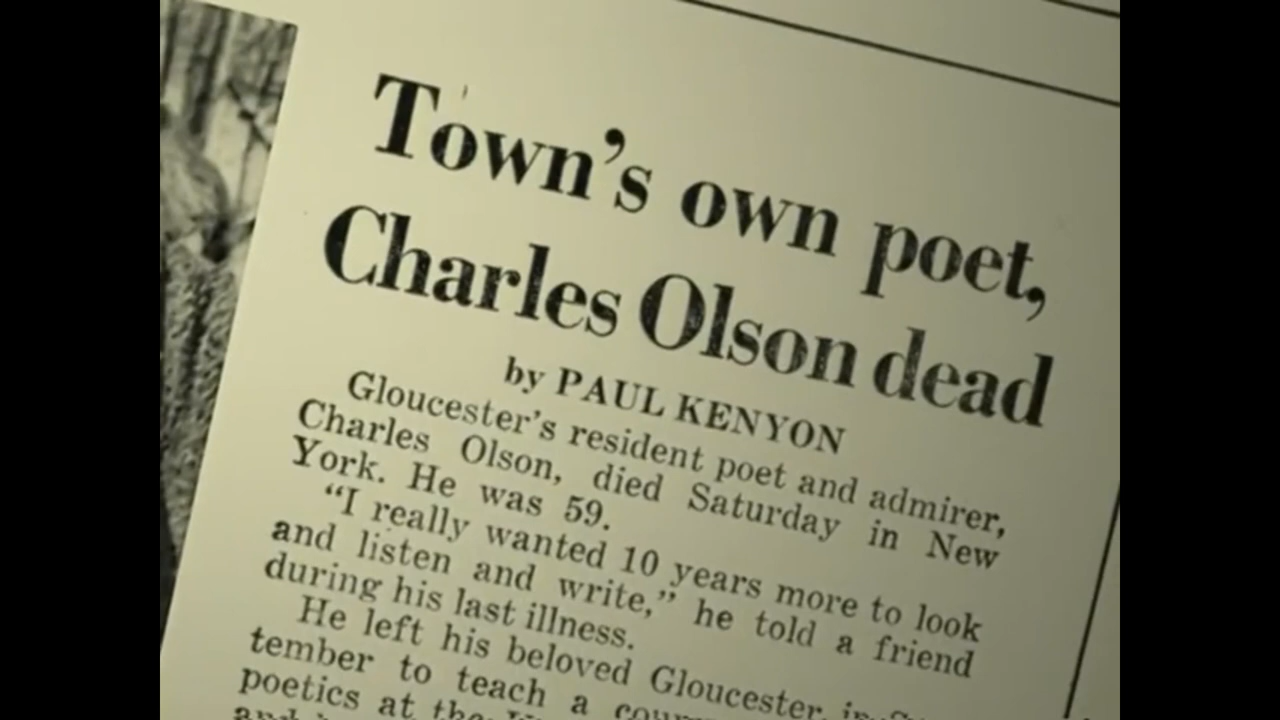 Town's own poet,
Charles Olson dead
by PAUL KENYON
Gloucester's resident poet and admirer,
Charles Olson, died Saturday in New
York. He was 59.
"I really wanted 10 years more to look
and listen and write," he told a friend
during his last illness.
He left his beloved Gloucester in
tember to teach a
poetics at the